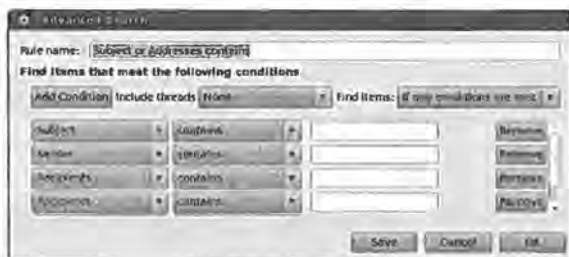 Advanced Search
Rule name: Subject or Addresses contains
Find items that meet the following conditions
Add Condition Include threads None Find items: If any conditions are met
Subject contains Remove
Sender contains Remove
Recipients contains Remove
Recipients contains Remove
Save Cancel OK